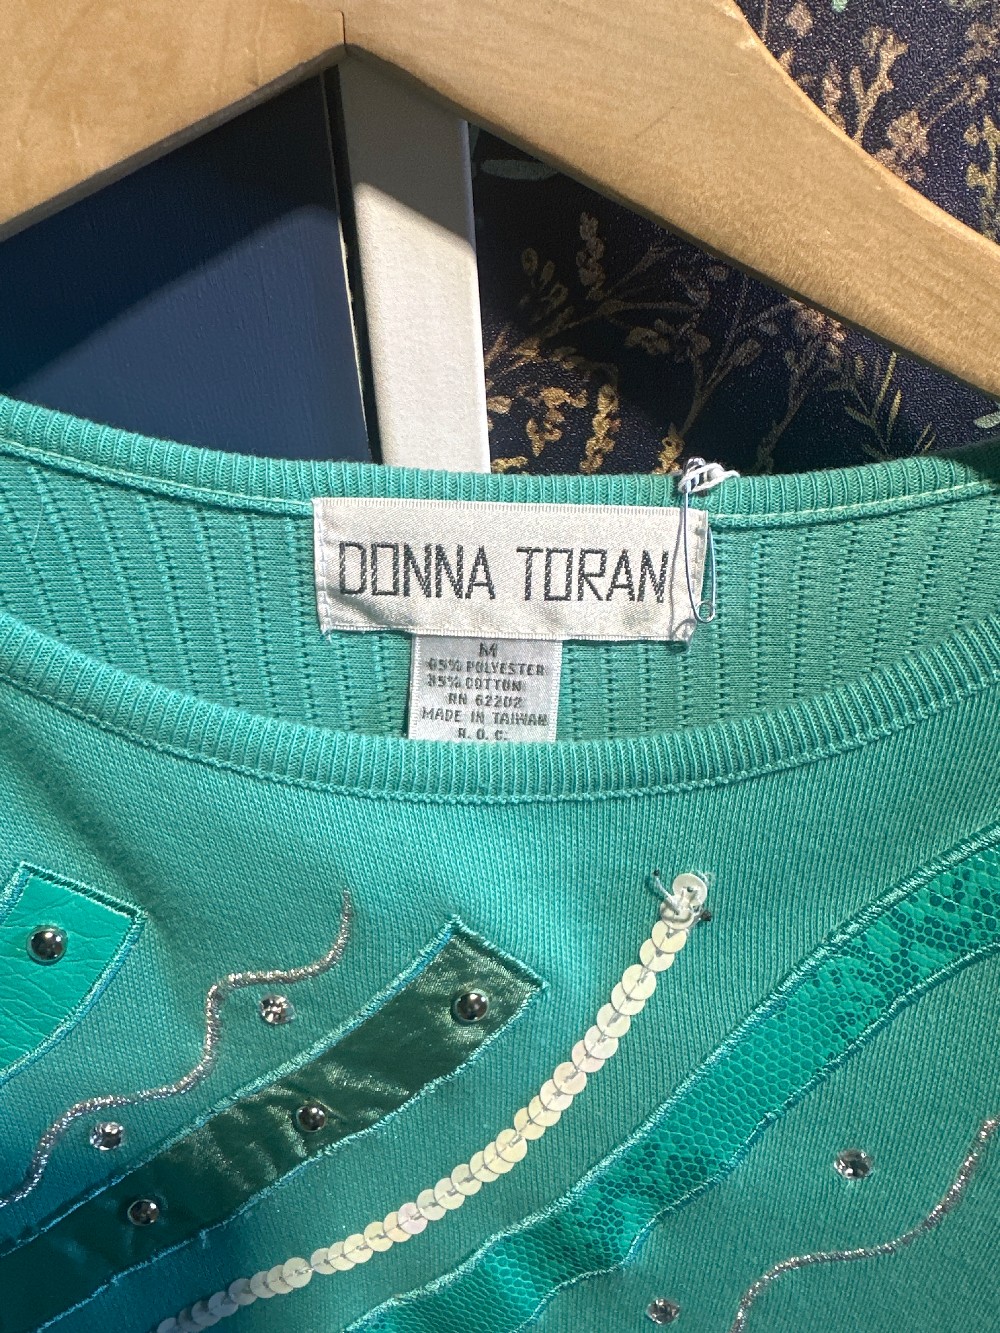 DONNA TORAN
M
65% POLYESTER
35% COTTON
RN 62202
MADE IN TAIWAN
R. O. C.